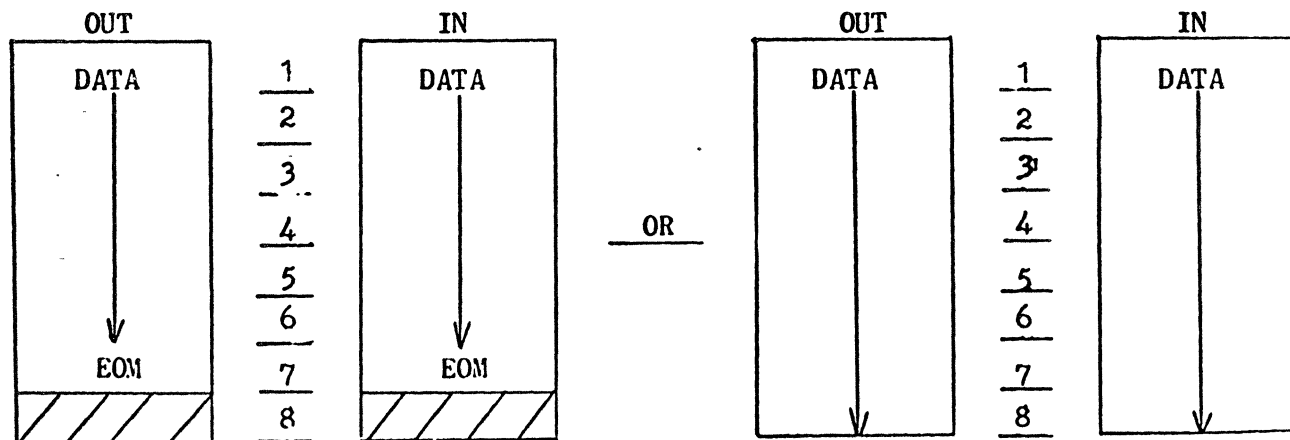 OUT IN OUT IN
DATA 1 DATA DATA 1 DATA
2 2
3 3
4 OR 4
5 5
6 6
EOM 7 EOM 7
8 8